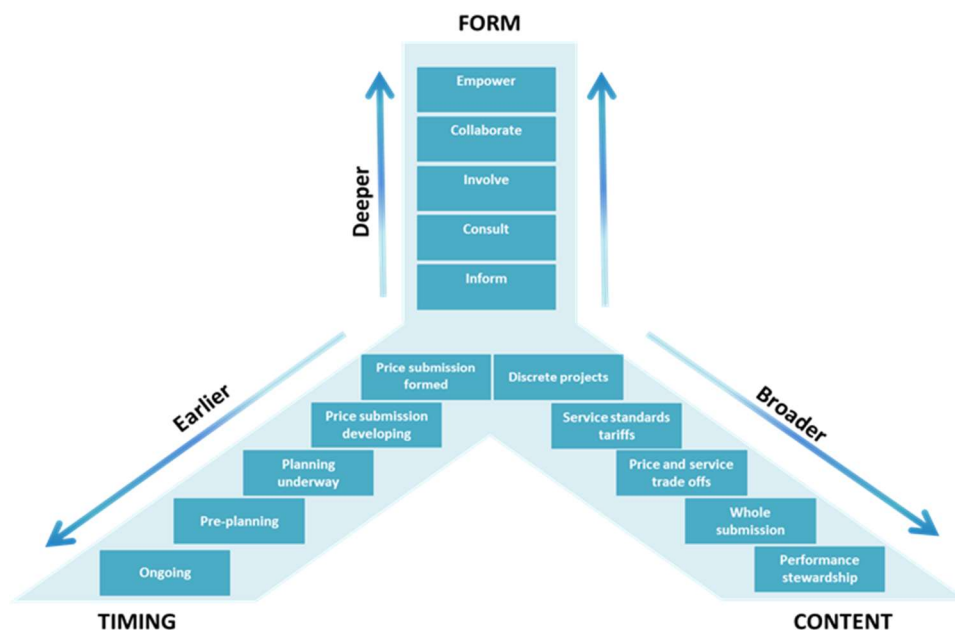 FORM
Empower
Collaborate
Involve
Consult
Inform
Deeper
Earlier
Broader
Price submission
formed
Price submission
developing
Planning
underway
Pre-planning
Ongoing
TIMING
Discrete projects
Service standards
tariffs
Price and service
trade offs
Whole
submission
Performance
stewardship
CONTENT